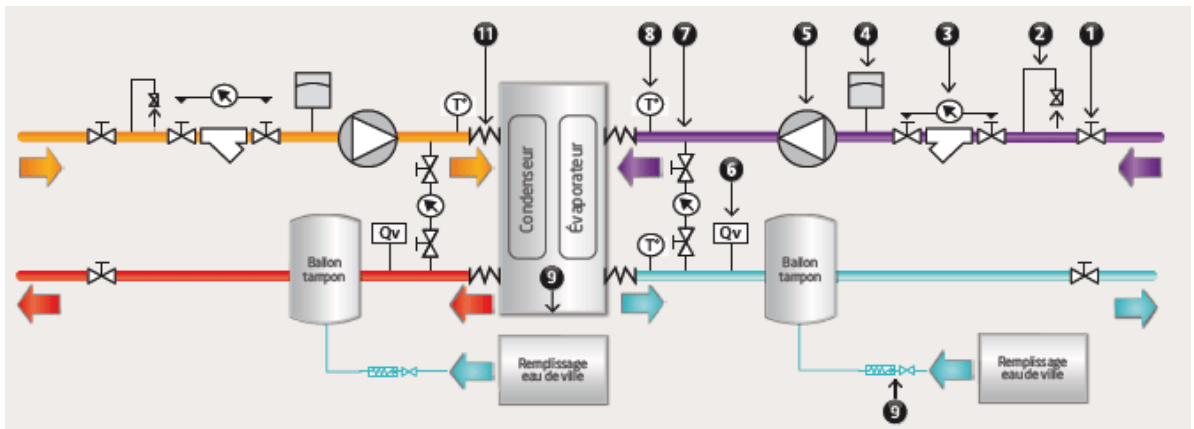 11
8
7
5
4
3
2
1
T°
T°
Condenseur
Évaporateur
6
Qv
T°
Qv
Ballon
tampon
9
Ballon
tampon
Remplissage
eau de ville
Remplissage
eau de ville
9